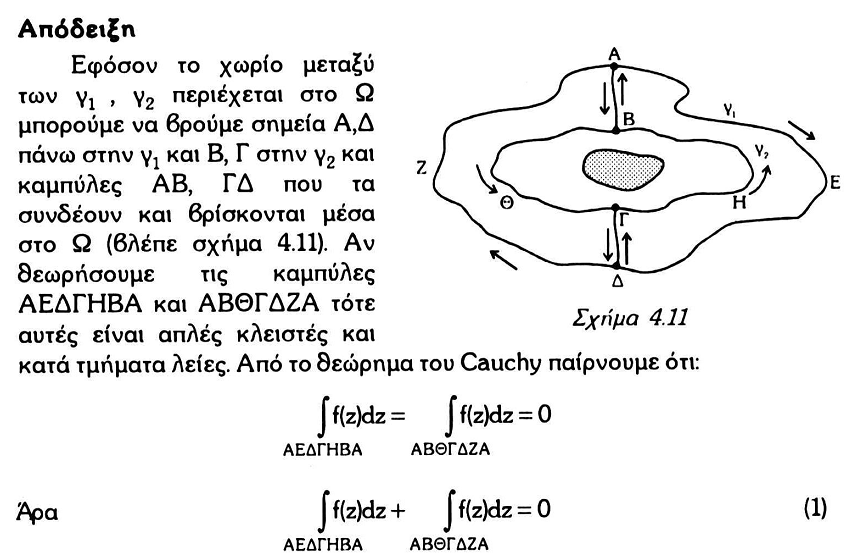 Απόδειξη
Εφόσον το χωρίο μεταξύ
των γ₁ , γ₂ περιέχεται στο Ω
μπορούμε να βρούμε σημεία Α,Δ
πάνω στην γ₁ και Β, Γ στην γ₂ και
καμπύλες ΑΒ, ΓΔ που τα
συνδέουν και βρίσκονται μέσα
στο Ω (βλέπε σχήμα 4.11). Αν
θεωρήσουμε τις καμπύλες
ΑΕΔΓΗΒΑ και ΑΒΘΓΔΖΑ τότε
αυτές είναι απλές κλειστές και
κατά τμήματα λείες. Από το θεώρημα του Cauchy παίρνουμε ότι:
Α
Β
γ₁
γ₂
Ζ
Θ
Γ
Η
Ε
Δ
Σχήμα 4.11
∫f(z)dz = ∫f(z)dz = 0
ΑΕΔΓΗΒΑ ΑΒΘΓΔΖΑ
Άρα ∫f(z)dz + ∫f(z)dz = 0 (1)
ΑΕΔΓΗΒΑ ΑΒΘΓΔΖΑ